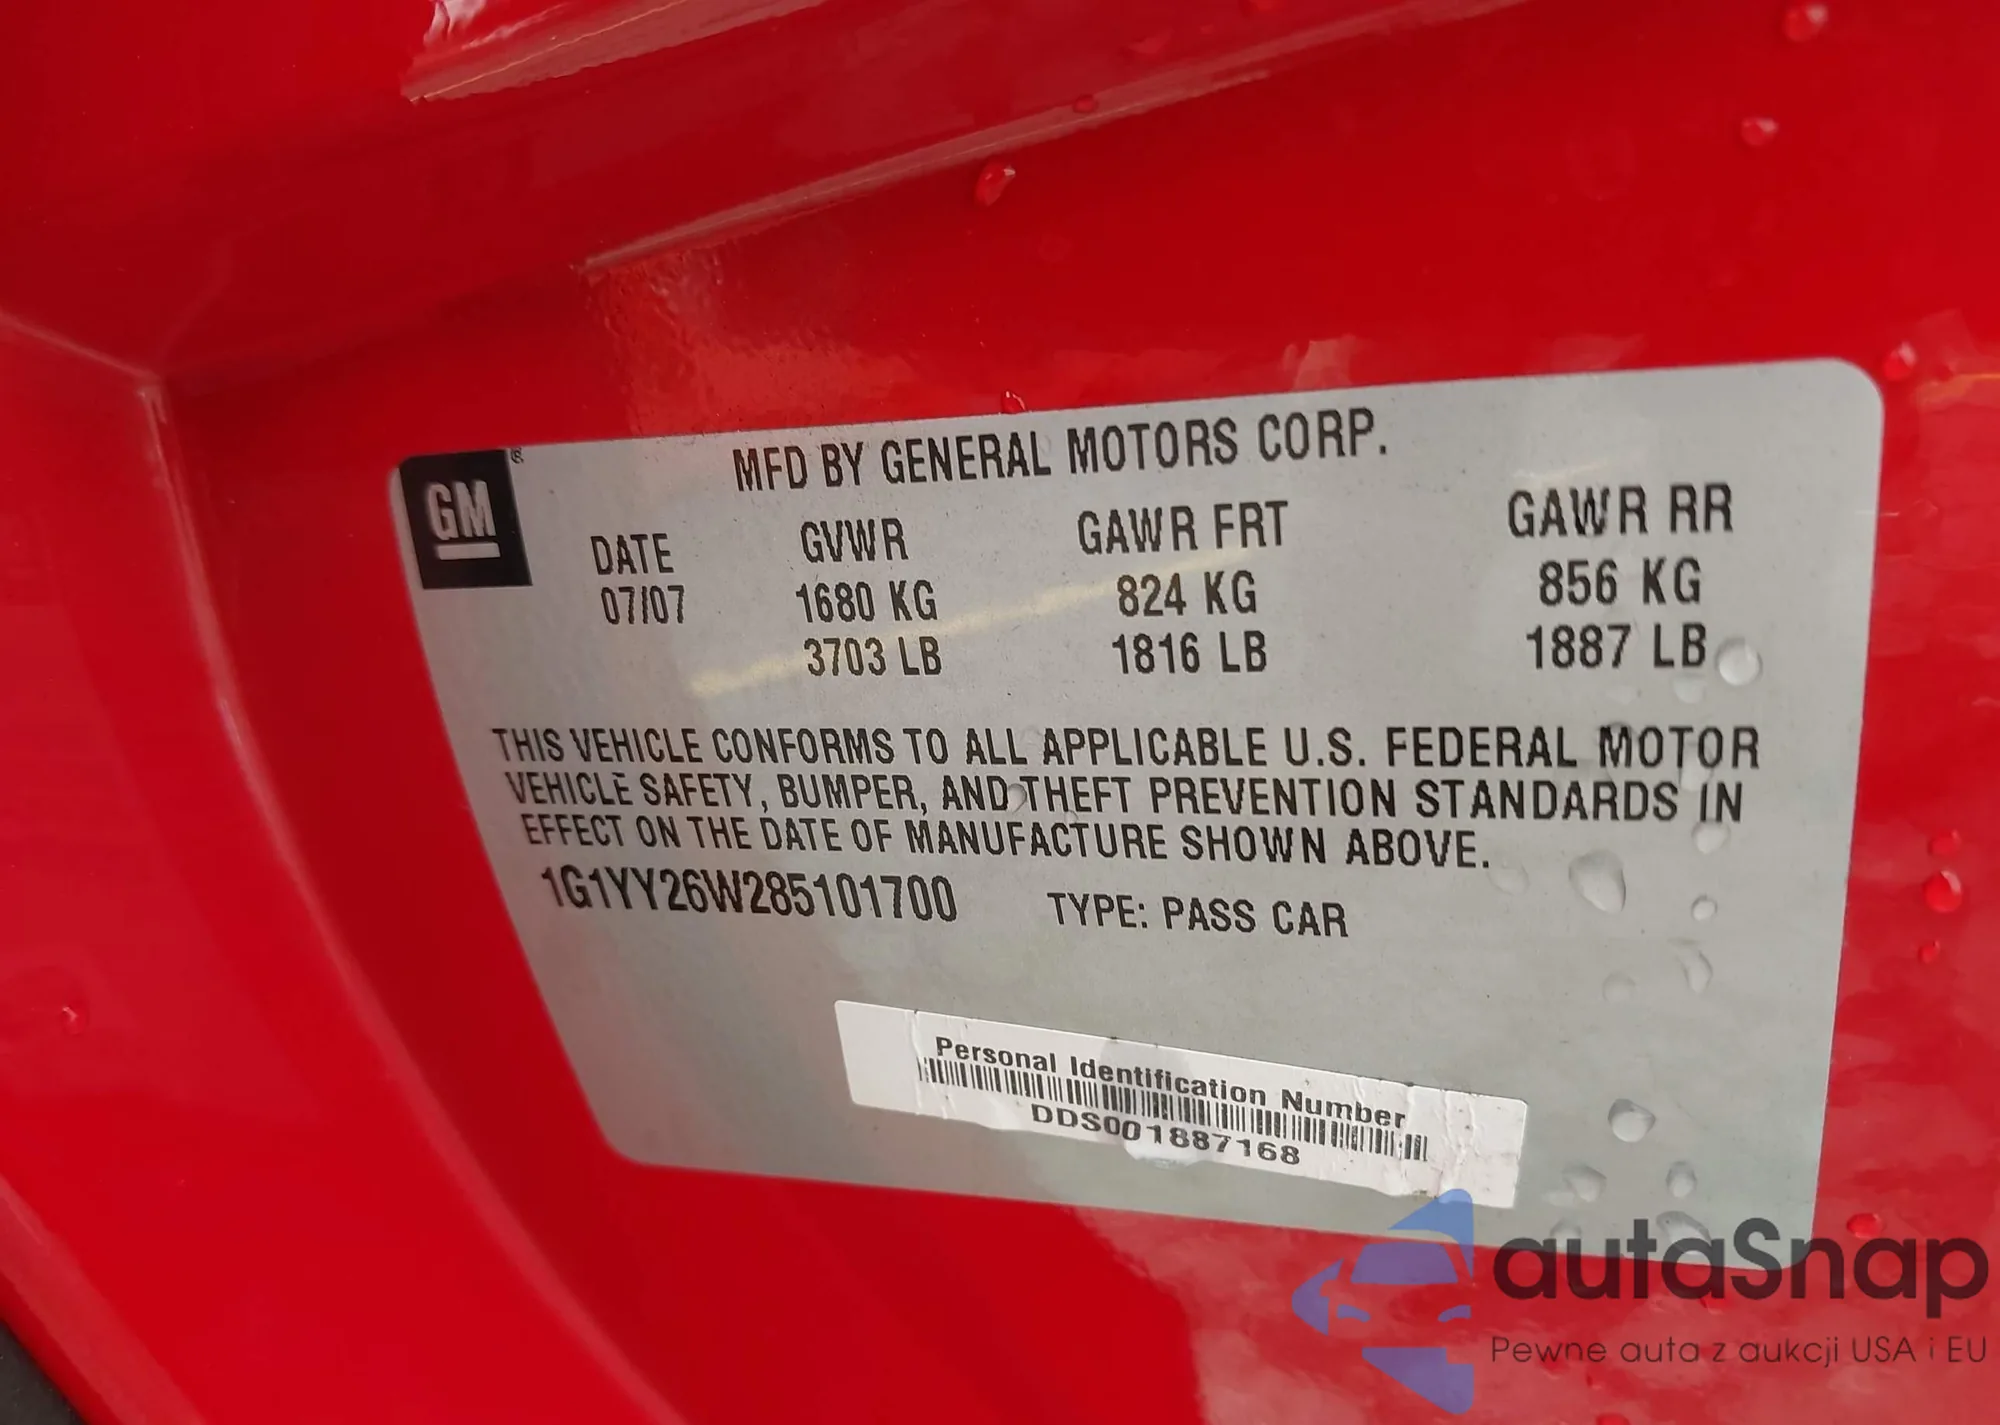 GM
®
MFD BY GENERAL MOTORS CORP.
DATE GVWR GAWR FRT GAWR RR
07/07 1680 KG 824 KG 856 KG
3703 LB 1816 LB 1887 LB
THIS VEHICLE CONFORMS TO ALL APPLICABLE U.S. FEDERAL MOTOR
VEHICLE SAFETY, BUMPER, AND THEFT PREVENTION STANDARDS IN
EFFECT ON THE DATE OF MANUFACTURE SHOWN ABOVE.
1G1YY26W285101700 TYPE: PASS CAR
Personal Identification Number
DDS001887168
autaSnap
Pewne auta z aukcji USA i EU